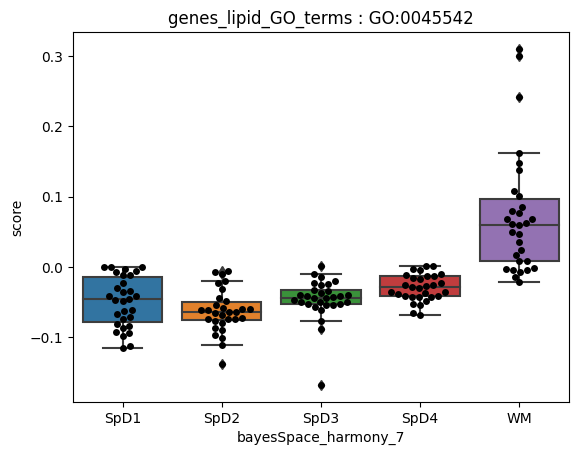 genes_lipid_GO_terms : GO:0045542
0.3
0.2
0.1
0.0
−0.1
score
SpD1 SpD2 SpD3 SpD4 WM
bayesSpace_harmony_7